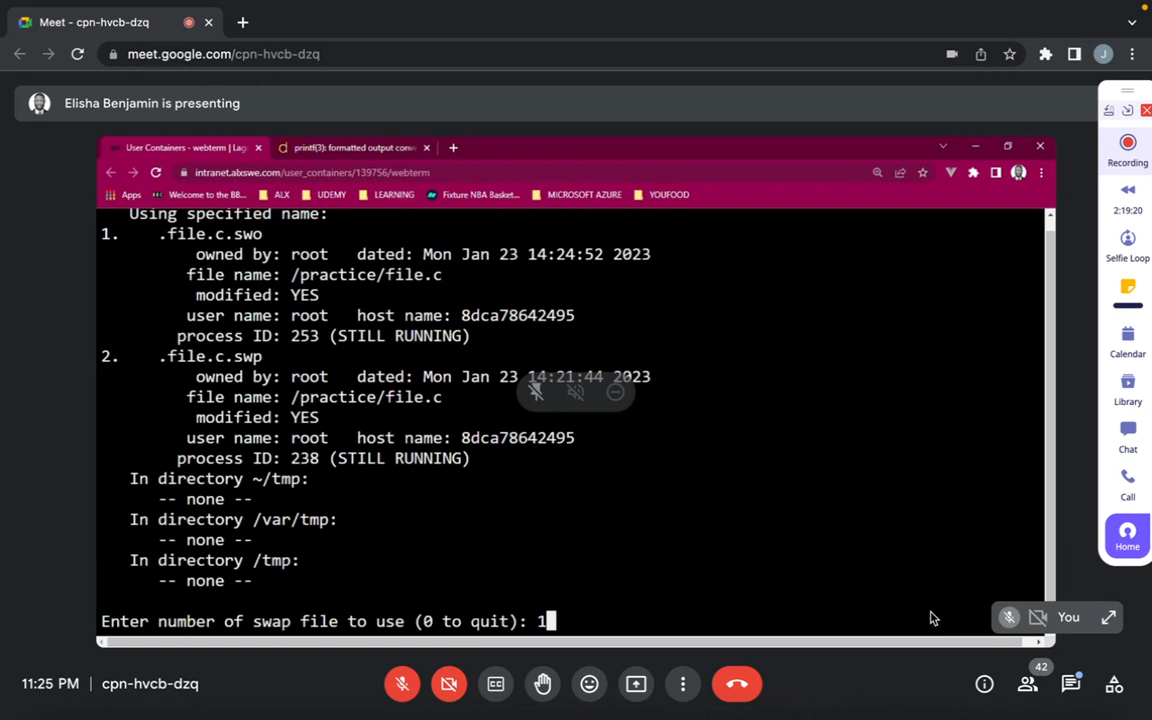 Meet - cpn-hvcb-dzq
meet.google.com/cpn-hvcb-dzq
J
Elisha Benjamin is presenting
User Containers - webterm | Lag
printf(3): formatted output conv
intranet.alxswe.com/user_containers/139756/webterm
Apps Welcome to the BB... ALX UDEMY LEARNING Fixture NBA Basket... MICROSOFT AZURE YOUFOOD
Using specified name:
1. .file.c.swo
owned by: root dated: Mon Jan 23 14:24:52 2023
file name: /practice/file.c
modified: YES
user name: root host name: 8dca78642495
process ID: 253 (STILL RUNNING)
2. .file.c.swp
owned by: root dated: Mon Jan 23 14:21:44 2023
file name: /practice/file.c
modified: YES
user name: root host name: 8dca78642495
process ID: 238 (STILL RUNNING)
In directory ~/tmp:
-- none --
In directory /var/tmp:
-- none --
In directory /tmp:
-- none --
Enter number of swap file to use (0 to quit): 1
You
Recording
2:19:20
Selfie Loop
Calendar
Library
Chat
Call
Home
11:25 PM | cpn-hvcb-dzq
CC
42